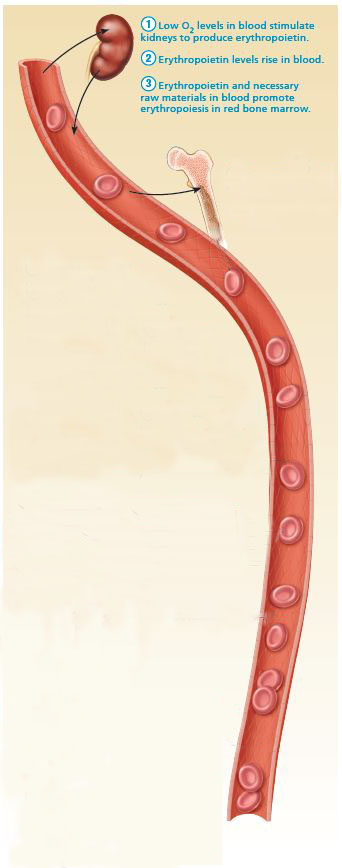 ① Low O₂ levels in blood stimulate
kidneys to produce erythropoietin.
② Erythropoietin levels rise in blood.
③ Erythropoietin and necessary
raw materials in blood promote
erythropoiesis in red bone marrow.